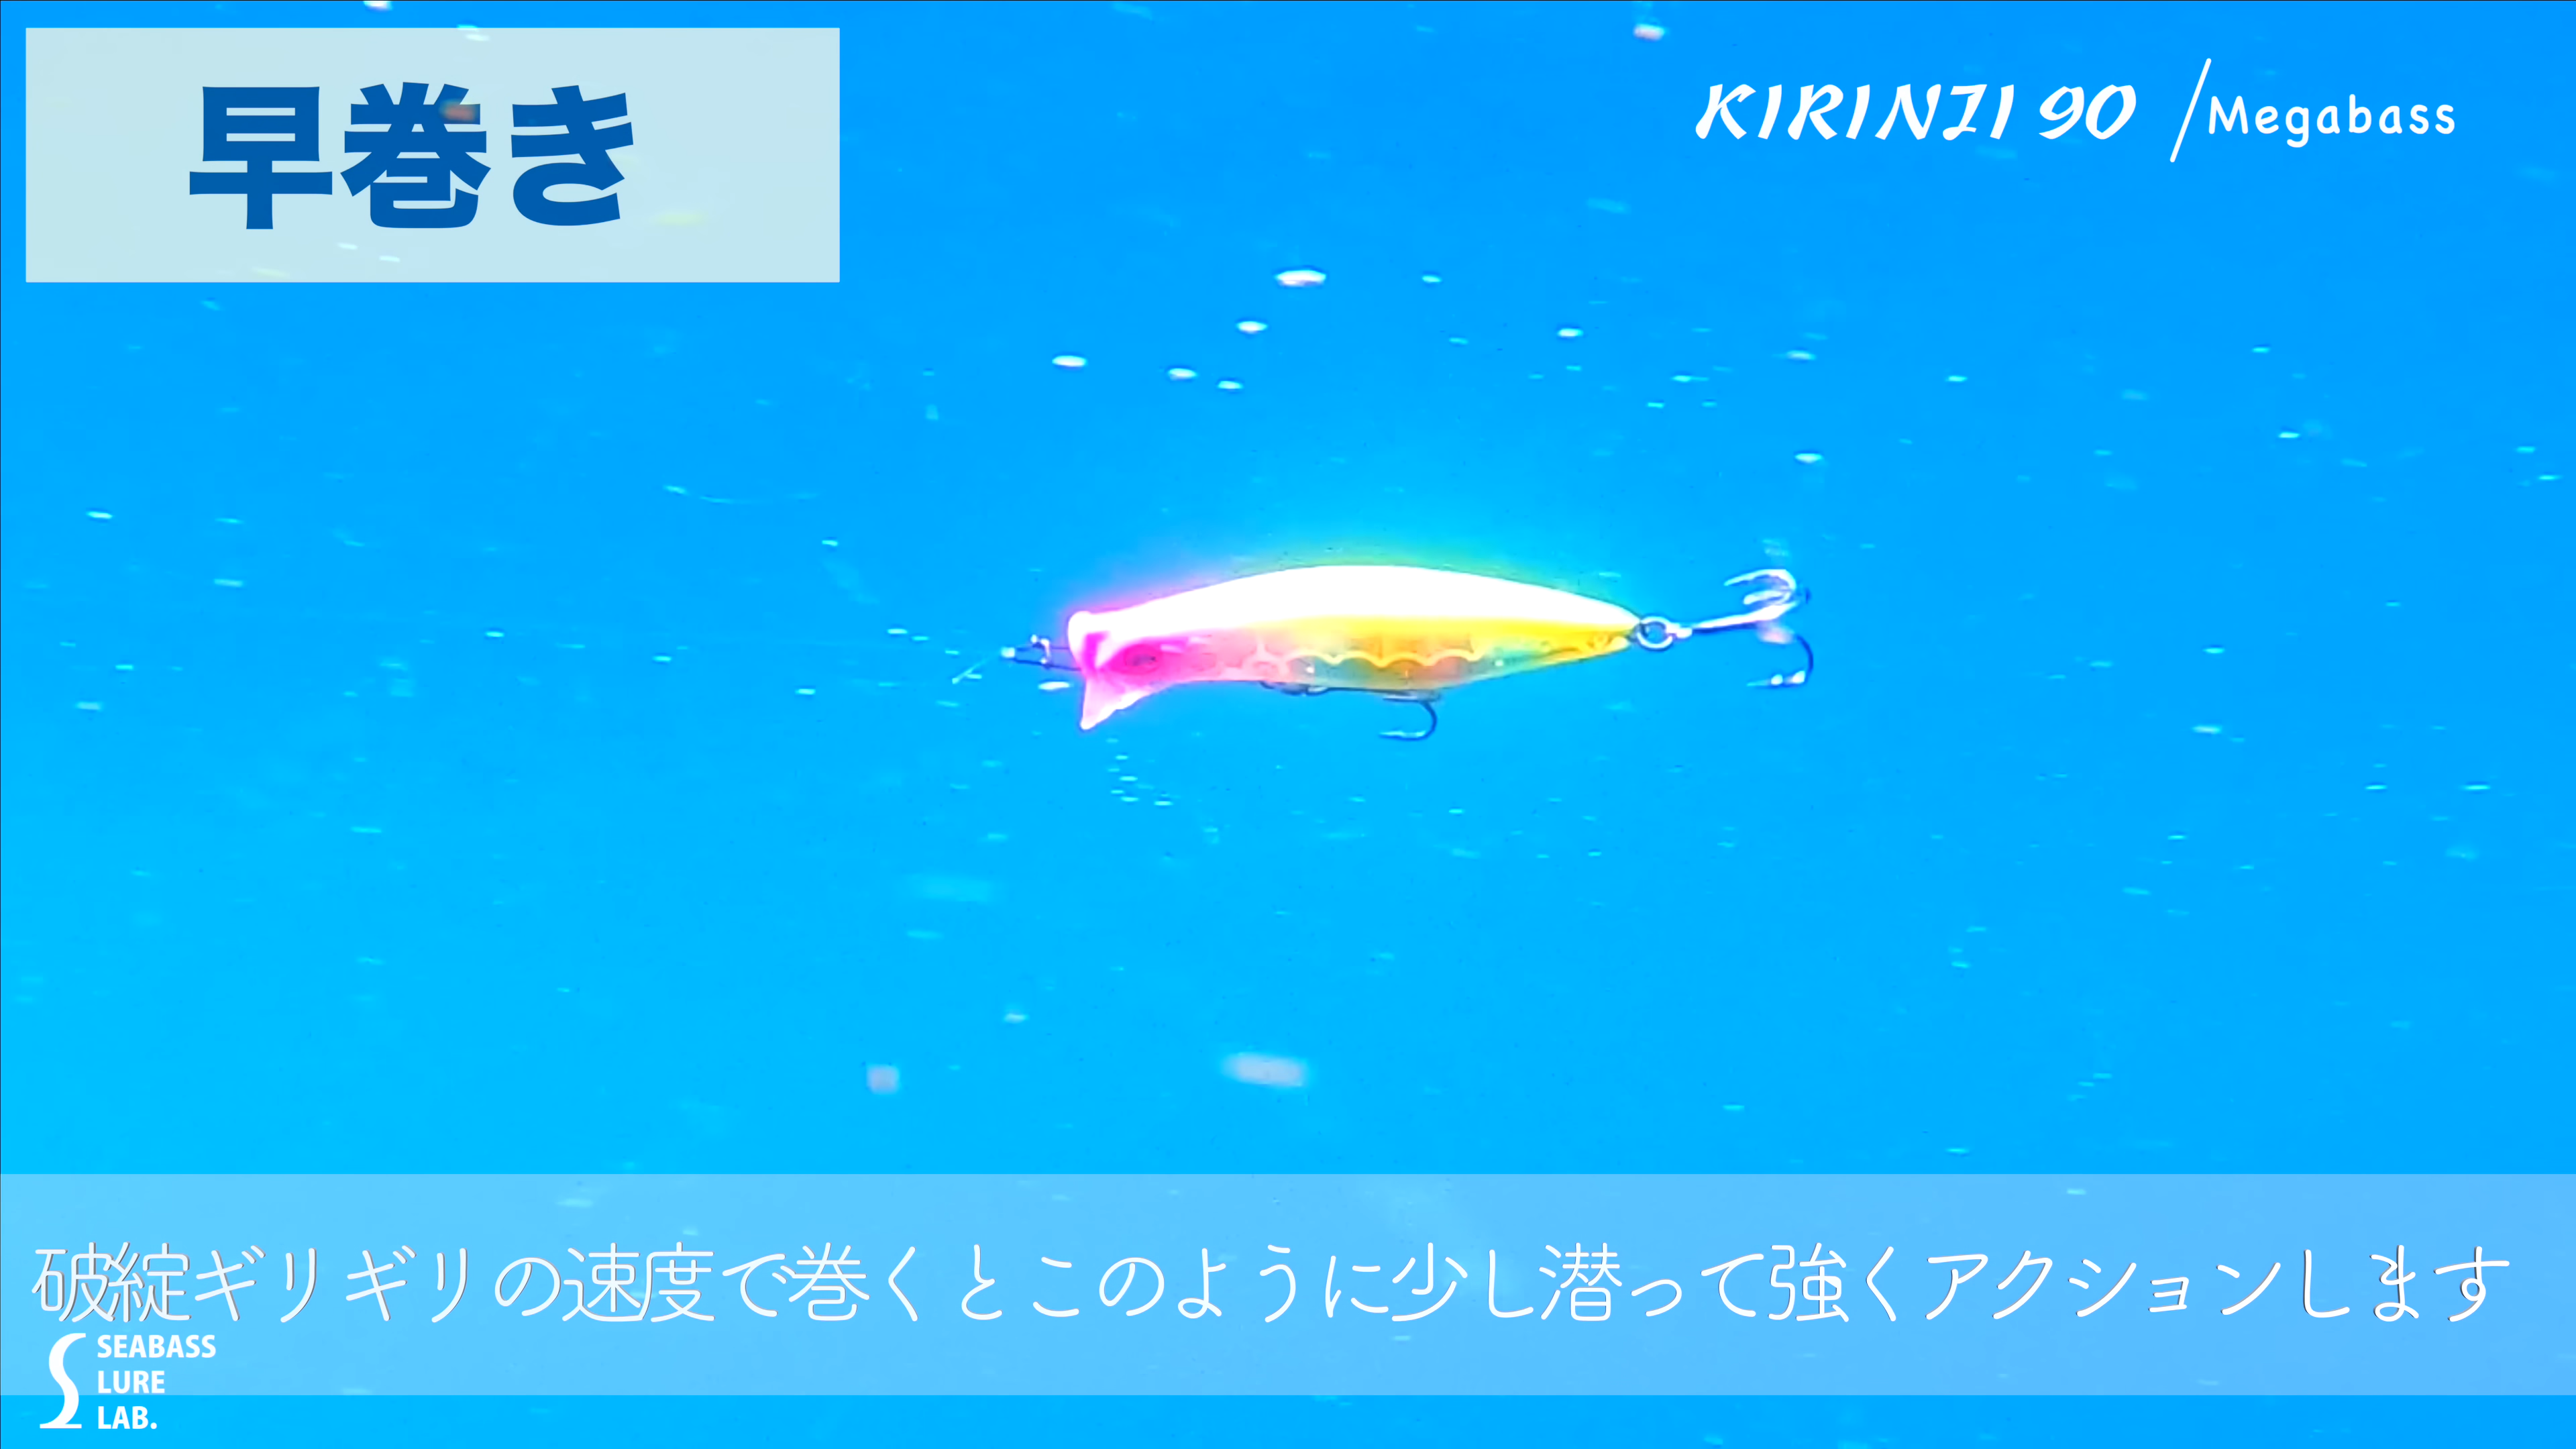 早巻き
KIRINJI 90 / Megabass
破綻ギリギリの速度で巻くとこのように少し潜って強くアクションします
SEABASS
LURE
LAB.